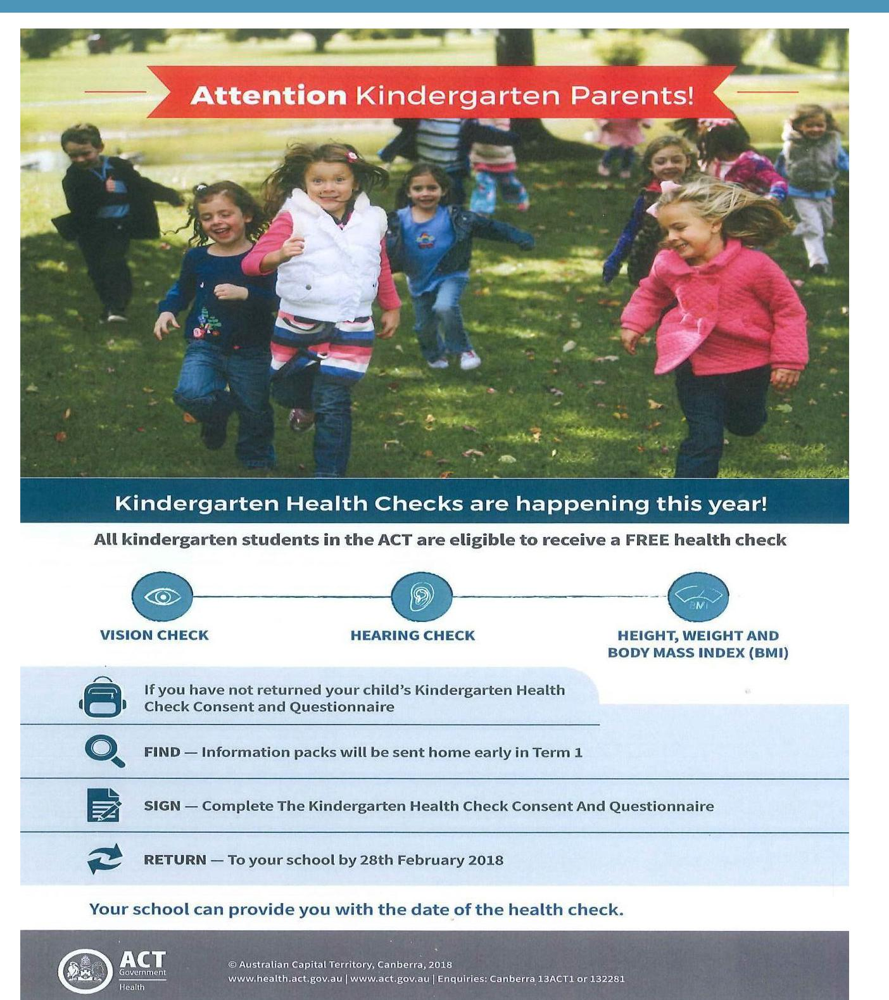 Attention Kindergarten Parents!
Kindergarten Health Checks are happening this year!
All kindergarten students in the ACT are eligible to receive a FREE health check
VISION CHECK
HEARING CHECK
BMI
HEIGHT, WEIGHT AND
BODY MASS INDEX (BMI)
If you have not returned your child's Kindergarten Health
Check Consent and Questionnaire
FIND — Information packs will be sent home early in Term 1
SIGN — Complete The Kindergarten Health Check Consent And Questionnaire
RETURN — To your school by 28th February 2018
Your school can provide you with the date of the health check.
ACT
Government
Health
© Australian Capital Territory, Canberra, 2018
www.health.act.gov.au | www.act.gov.au | Enquiries: Canberra 13ACT1 or 132281